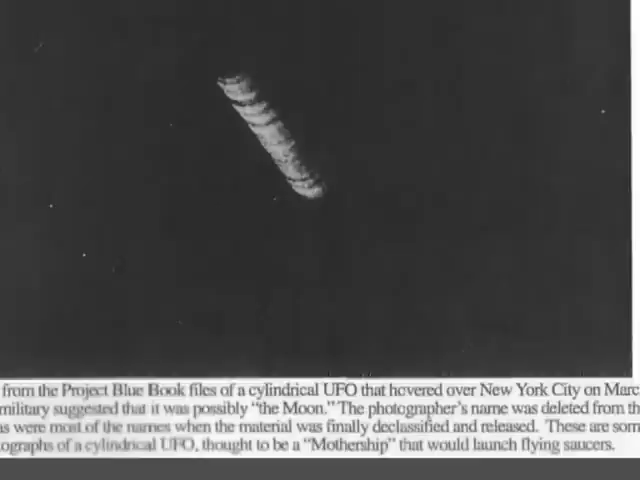 from the Project Blue Book files of a cylindrical UFO that hovered over New York City on Marc
military suggested that it was possibly "the Moon." The photographer's name was deleted from th
as were most of the names when the material was finally declassified and released. These are som
ographs of a cylindrical UFO, thought to be a "Mothership" that would launch flying saucers.